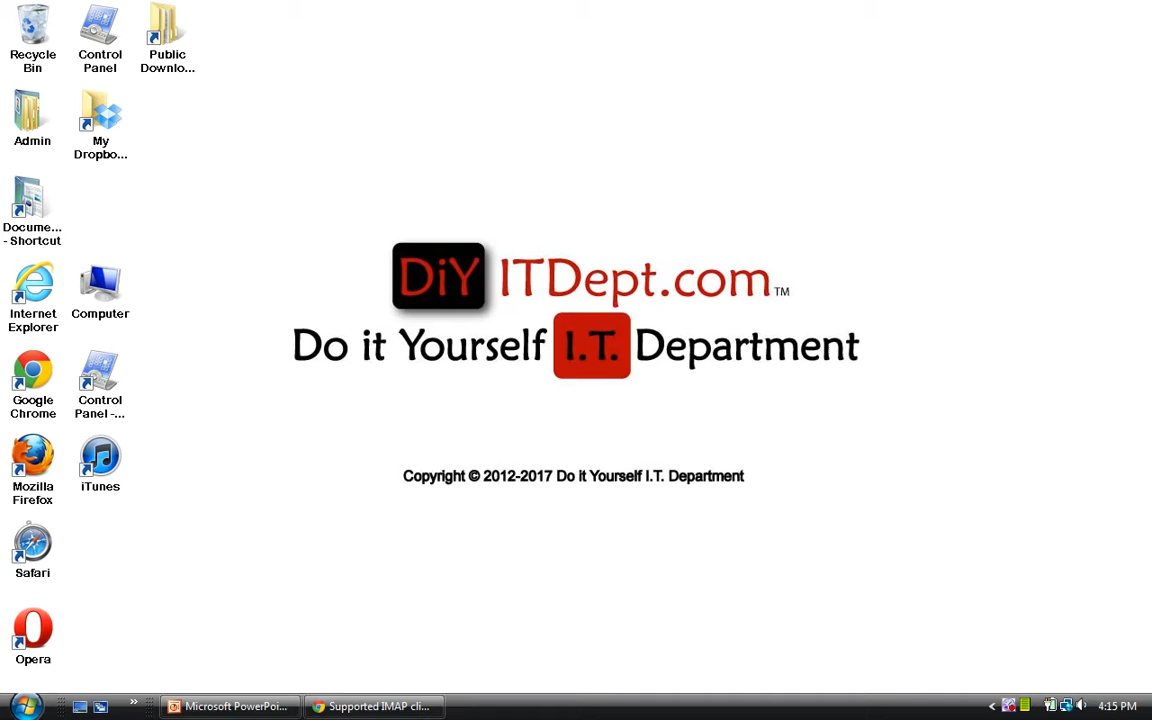 Recycle
Bin
Control
Panel
Public
Downlo...
Admin
My
Dropbo...
Docume...
- Shortcut
Internet
Explorer
Computer
Google
Chrome
Control
Panel -...
Mozilla
Firefox
iTunes
Safari
Opera
DiY ITDept.com TM
Do it Yourself I.T. Department
Copyright © 2012-2017 Do it Yourself I.T. Department
Microsoft PowerPoi...
Supported IMAP cli...
4:15 PM